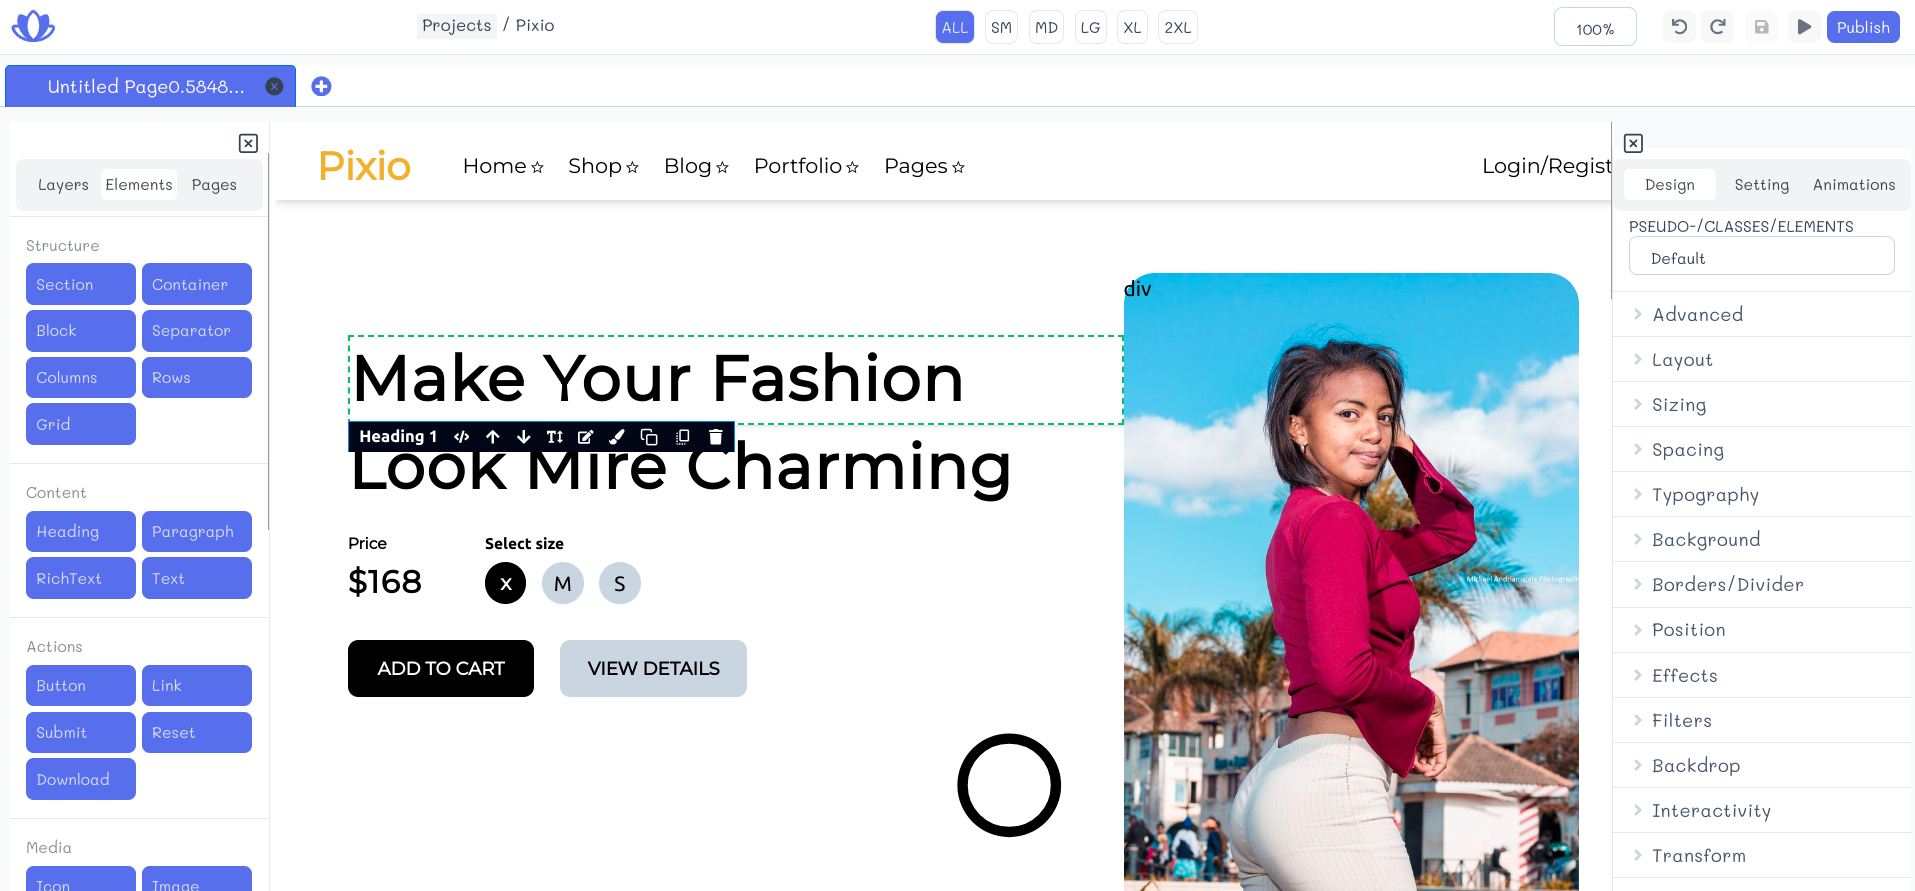 Projects / Pixio
ALL SM MD LG XL 2XL
100%
Publish
Untitled Page0.5848...
Layers Elements Pages
Structure
Section Container
Block Separator
Columns Rows
Grid
Content
Heading Paragraph
RichText Text
Actions
Button Link
Submit Reset
Download
Media
Icon Image
Pixio
Home Shop Blog Portfolio Pages
Login/Regist
div
Make Your Fashion
Heading 1
Look Mire Charming
Price
Select size
$168
X M S
ADD TO CART
VIEW DETAILS
Design Setting Animations
PSEUDO-/CLASSES/ELEMENTS
Default
Advanced
Layout
Sizing
Spacing
Typography
Background
Borders/Divider
Position
Effects
Filters
Backdrop
Interactivity
Transform